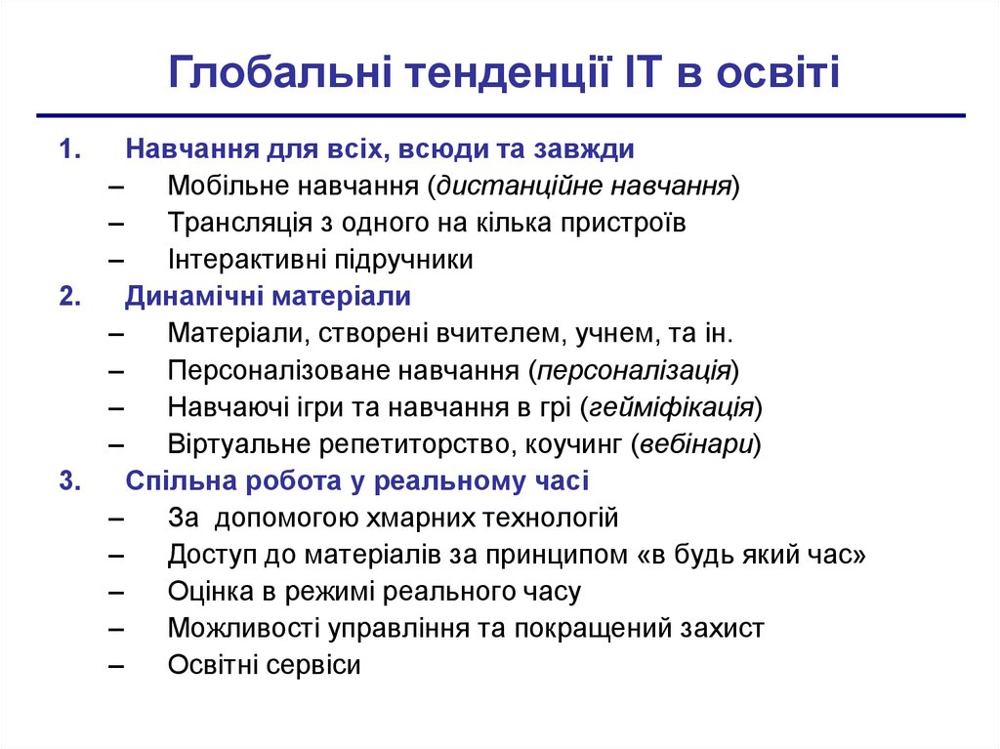 Глобальні тенденції ІТ в освіті
1. Навчання для всіх, всюди та завжди
– Мобільне навчання (дистанційне навчання)
– Трансляція з одного на кілька пристроїв
– Інтерактивні підручники
2. Динамічні матеріали
– Матеріали, створені вчителем, учнем, та ін.
– Персоналізоване навчання (персоналізація)
– Навчаючі ігри та навчання в грі (гейміфікація)
– Віртуальне репетиторство, коучинг (вебінари)
3. Спільна робота у реальному часі
– За допомогою хмарних технологій
– Доступ до матеріалів за принципом «в будь який час»
– Оцінка в режимі реального часу
– Можливості управління та покращений захист
– Освітні сервіси